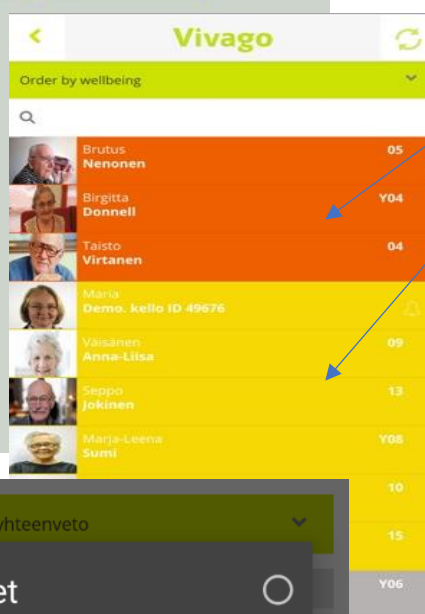 Vivago
Order by wellbeing
Brutus
Nenonen
05
Birgitta
Donnell
Y04
Taisto
Virtanen
04
Maria
Demo. kello ID 49676
Väisänen
Anna-Liisa
09
Seppo
Jokinen
13
Marja-Leena
Sumi
Y08
10
15
Y06
yhteenveto
et